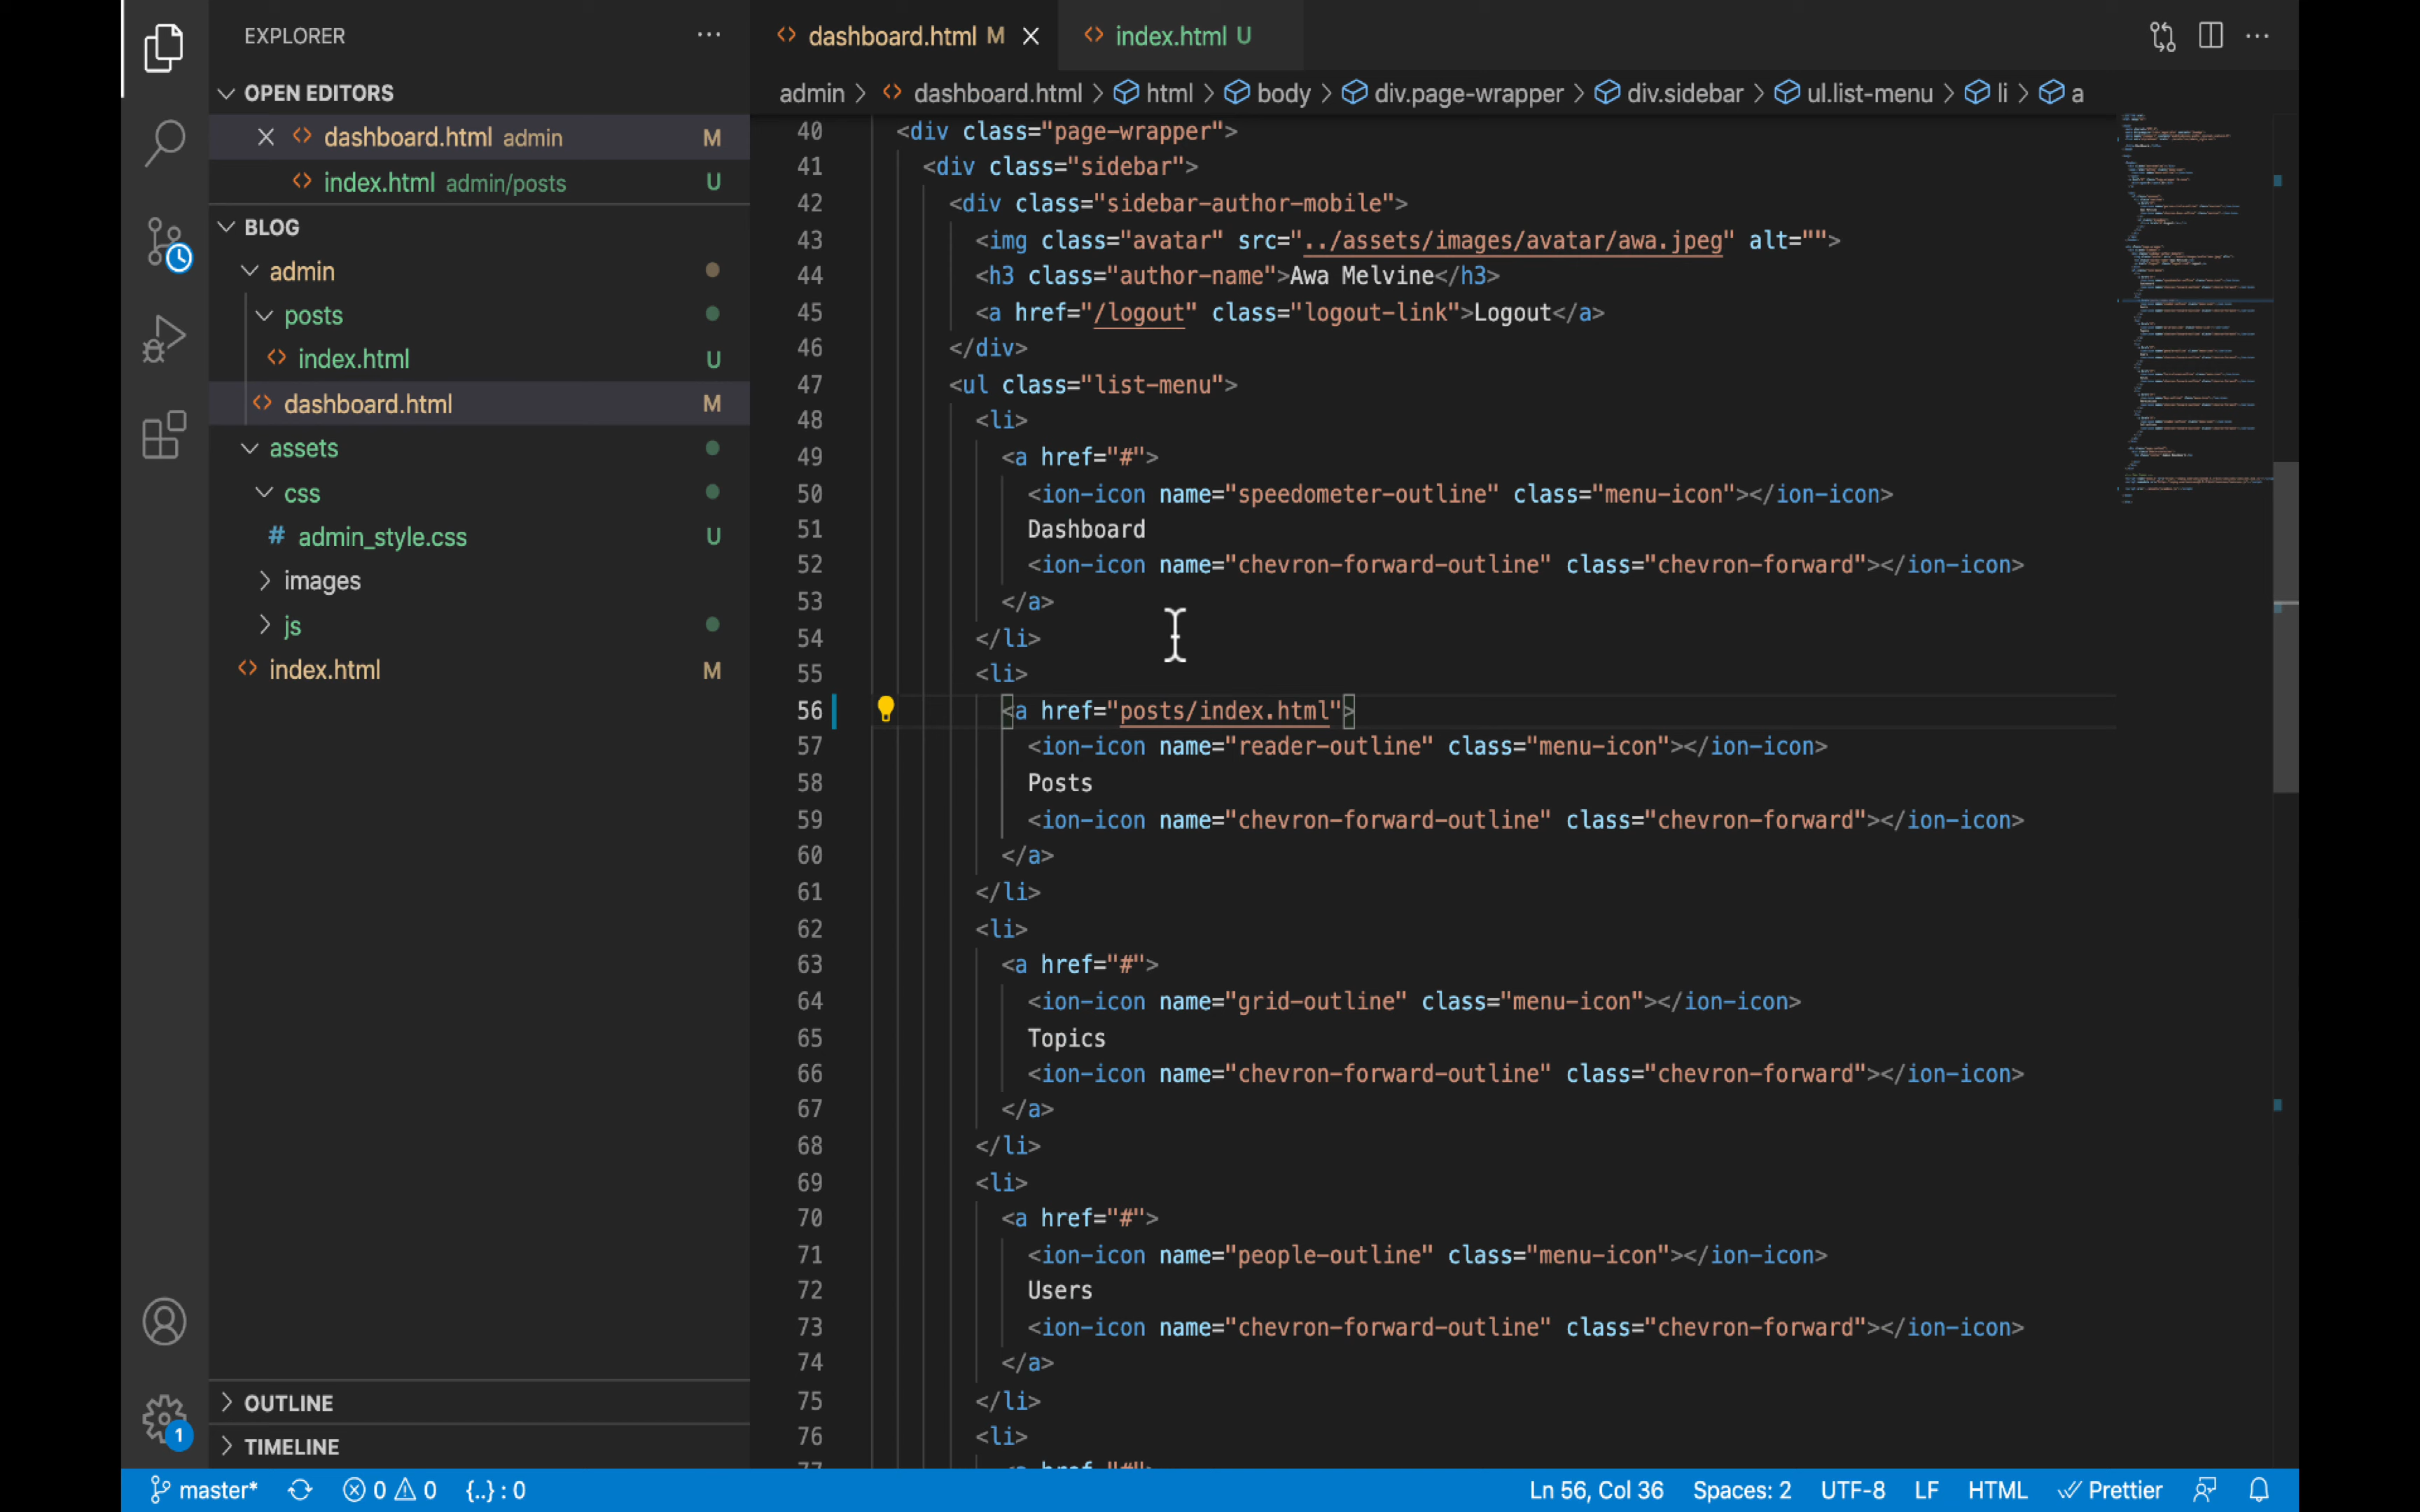 EXPLORER
OPEN EDITORS
dashboard.html admin M
index.html admin/posts U
BLOG
admin
posts
index.html U
dashboard.html M
assets
css
# admin_style.css U
images
js
index.html M
OUTLINE
TIMELINE
1
dashboard.html M
index.html U
admin > dashboard.html > html > body > div.page-wrapper > div.sidebar > ul.list-menu > li > a
40 <div class="page-wrapper">
41 <div class="sidebar">
42 <div class="sidebar-author-mobile">
43 <img class="avatar" src="../assets/images/avatar/awa.jpeg" alt="">
44 <h3 class="author-name">Awa Melvine</h3>
45 <a href="/logout" class="logout-link">Logout</a>
46 </div>
47 <ul class="list-menu">
48 <li>
49 <a href="#">
50 <ion-icon name="speedometer-outline" class="menu-icon"></ion-icon>
51 Dashboard
52 <ion-icon name="chevron-forward-outline" class="chevron-forward"></ion-icon>
53 </a>
54 </li>
55 <li>
56 <a href="posts/index.html">
57 <ion-icon name="reader-outline" class="menu-icon"></ion-icon>
58 Posts
59 <ion-icon name="chevron-forward-outline" class="chevron-forward"></ion-icon>
60 </a>
61 </li>
62 <li>
63 <a href="#">
64 <ion-icon name="grid-outline" class="menu-icon"></ion-icon>
65 Topics
66 <ion-icon name="chevron-forward-outline" class="chevron-forward"></ion-icon>
67 </a>
68 </li>
69 <li>
70 <a href="#">
71 <ion-icon name="people-outline" class="menu-icon"></ion-icon>
72 Users
73 <ion-icon name="chevron-forward-outline" class="chevron-forward"></ion-icon>
74 </a>
75 </li>
76 <li>
77 <a href="#">
master* 0 0 {..} : 0 Ln 56, Col 36 Spaces: 2 UTF-8 LF HTML Prettier